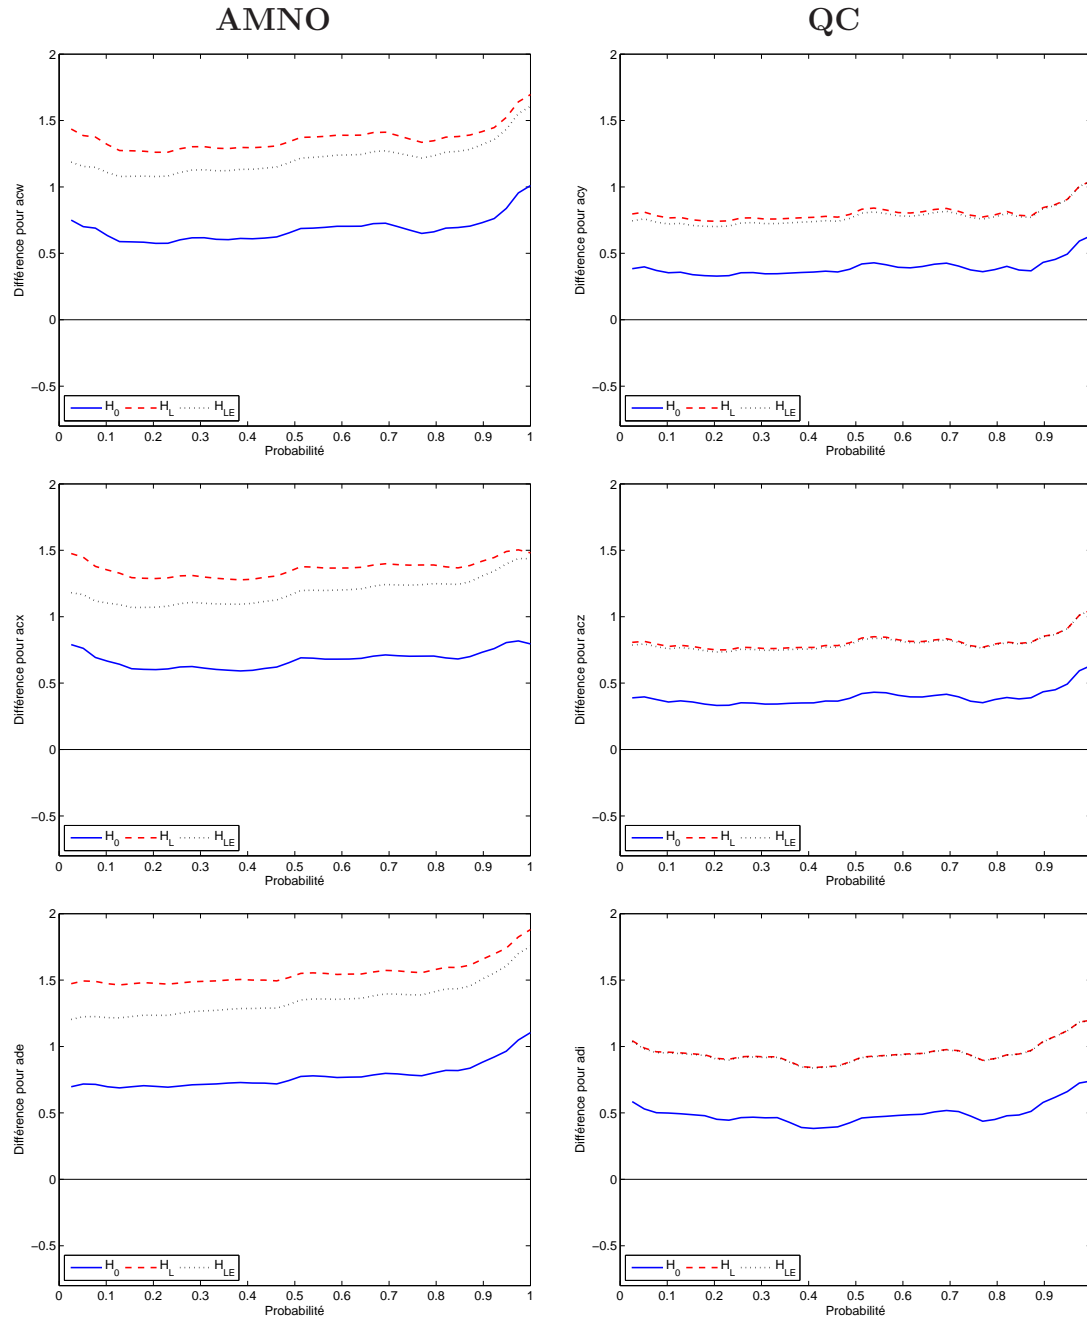 AMNO
QC
2
1.5
1
0.5
0
−0.5
Différence pour acw
H0 HL HLE
0 0.1 0.2 0.3 0.4 0.5 0.6 0.7 0.8 0.9 1
Probabilité
2
1.5
1
0.5
0
−0.5
Différence pour acy
H0 HL HLE
0 0.1 0.2 0.3 0.4 0.5 0.6 0.7 0.8 0.9
Probabilité
2
1.5
1
0.5
0
−0.5
Différence pour acx
H0 HL HLE
0 0.1 0.2 0.3 0.4 0.5 0.6 0.7 0.8 0.9 1
Probabilité
2
1.5
1
0.5
0
−0.5
Différence pour acz
H0 HL HLE
0 0.1 0.2 0.3 0.4 0.5 0.6 0.7 0.8 0.9
Probabilité
2
1.5
1
0.5
0
−0.5
Différence pour ade
H0 HL HLE
0 0.1 0.2 0.3 0.4 0.5 0.6 0.7 0.8 0.9 1
Probabilité
2
1.5
1
0.5
0
−0.5
Différence pour adi
H0 HL HLE
0 0.1 0.2 0.3 0.4 0.5 0.6 0.7 0.8 0.9
Probabilité